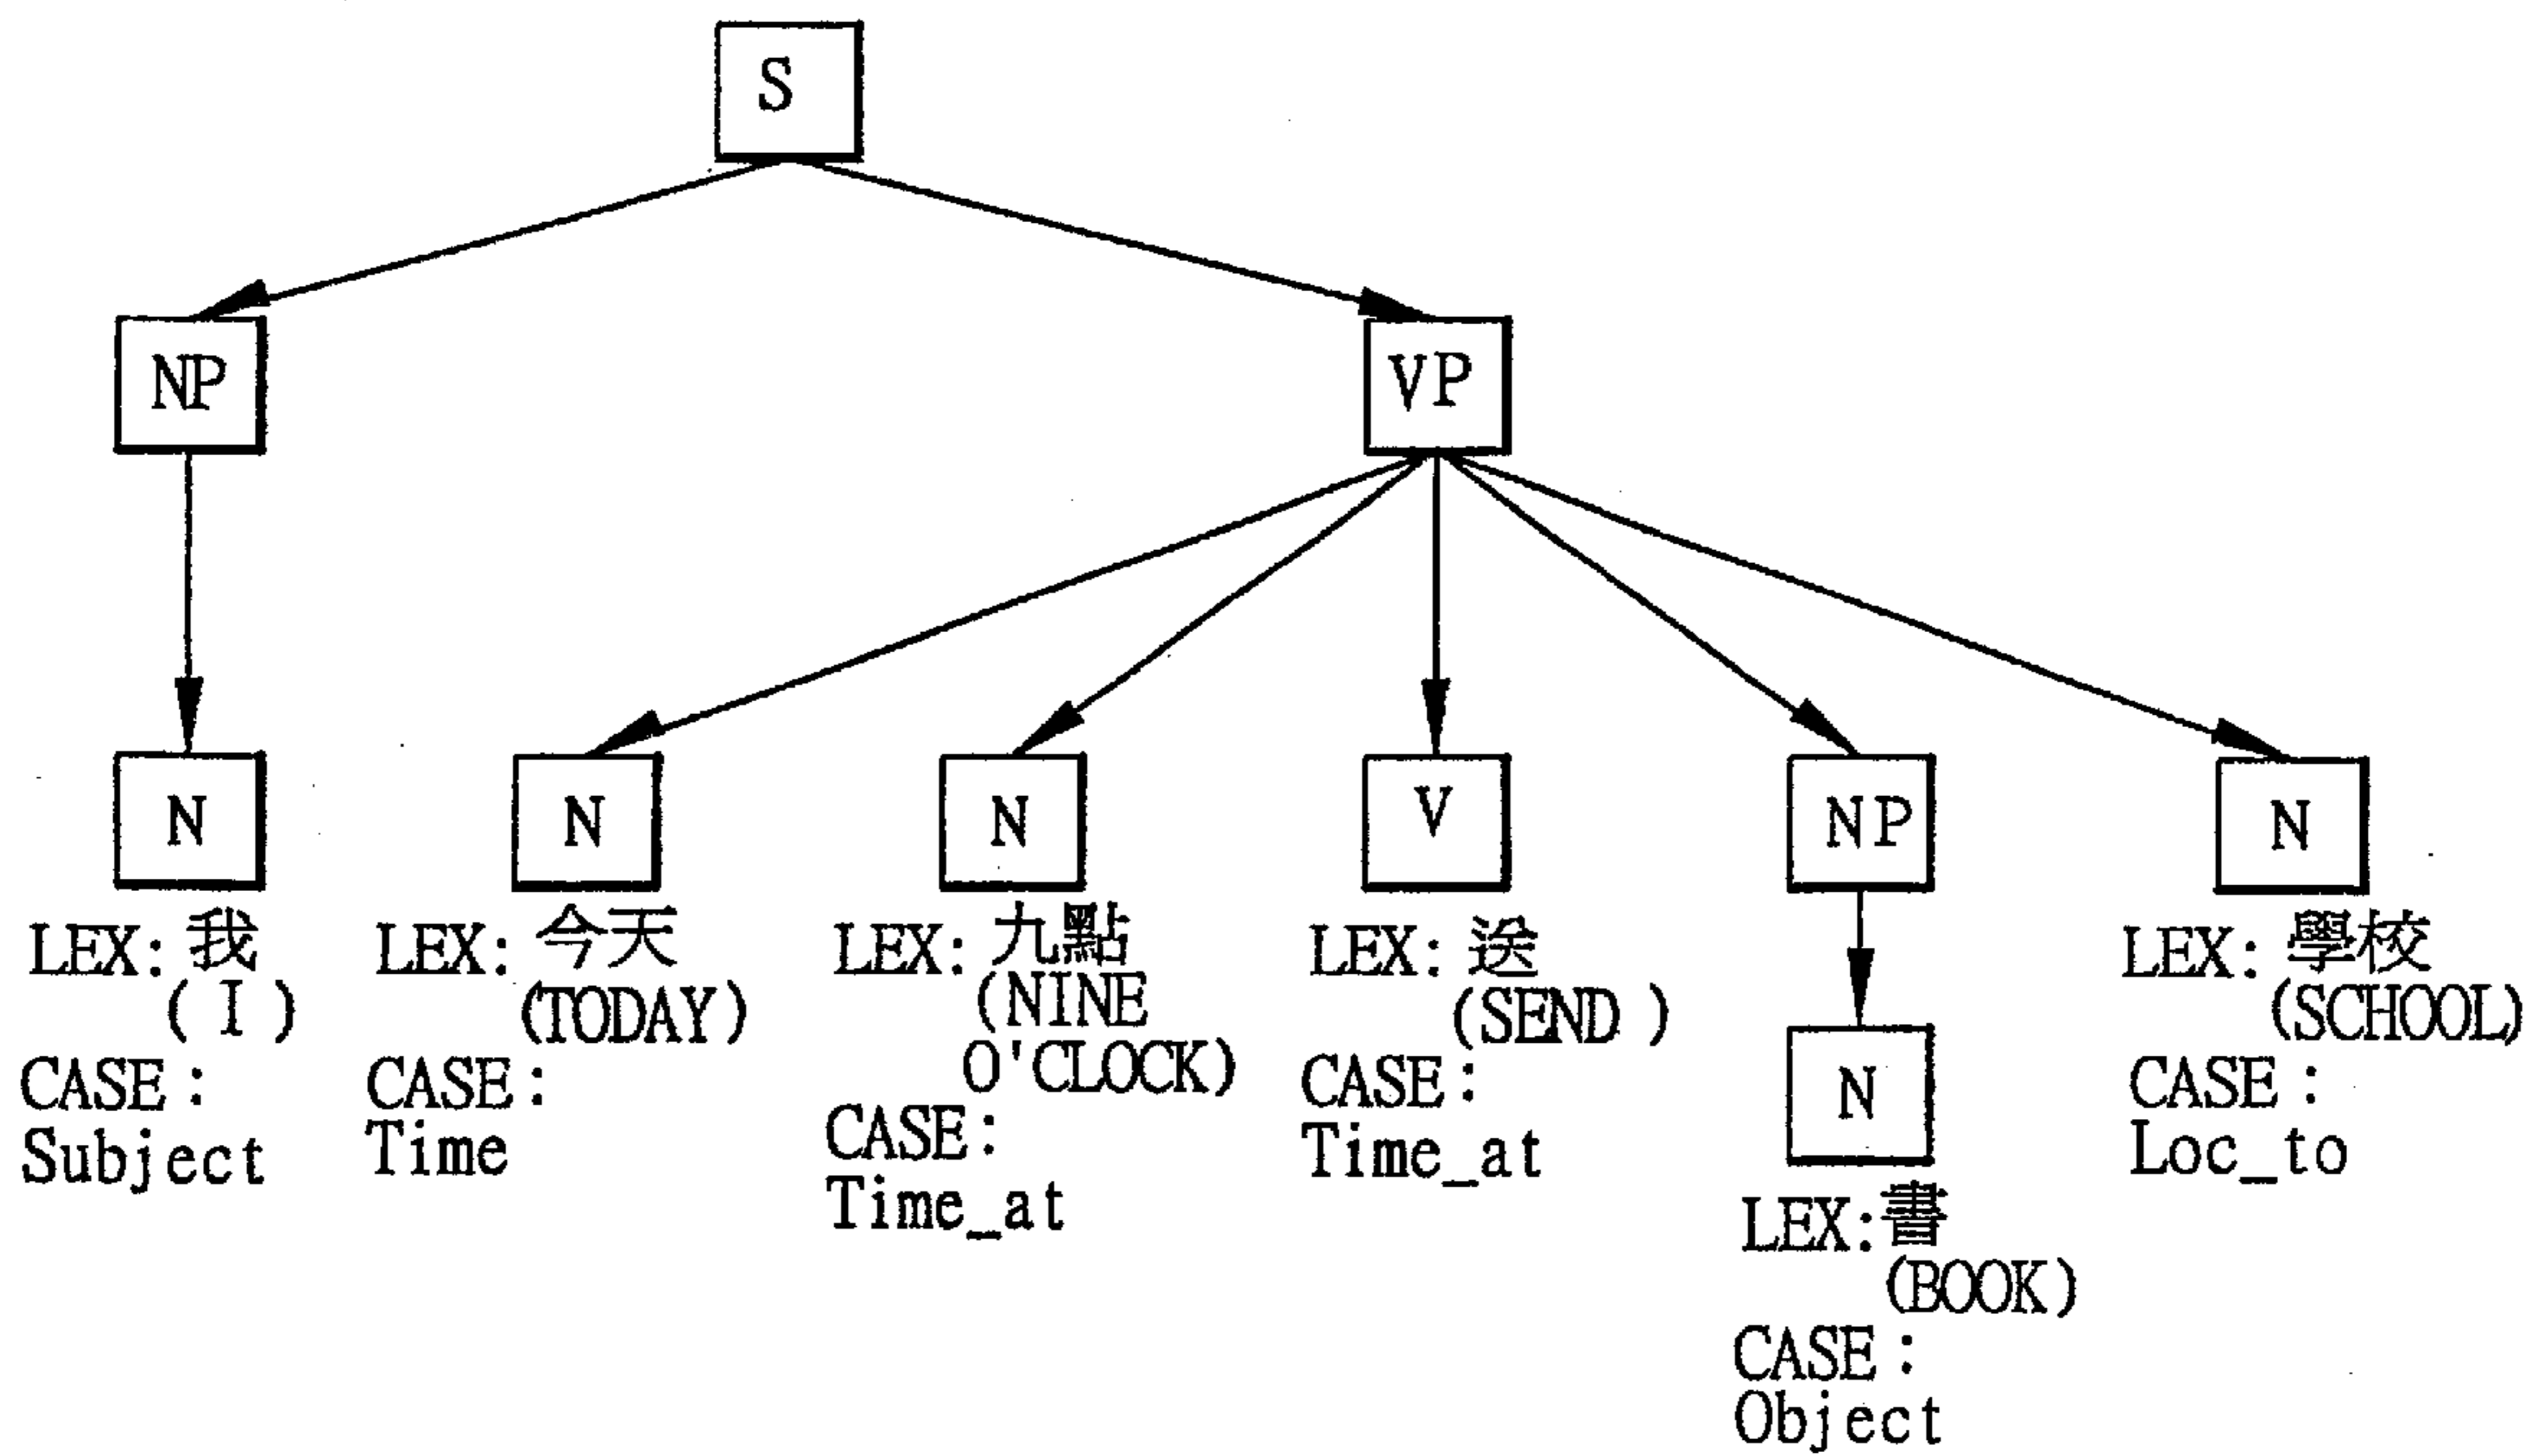 S
NP
VP
N
N
N
V
NP
N
LEX: 我
( I )
CASE :
Subject
LEX: 今天
(TODAY)
CASE :
Time
LEX: 九點
(NINE
O'CLOCK)
CASE :
Time_at
LEX: 送
(SEND )
CASE :
Time_at
N
LEX: 書
(BOOK)
CASE :
Object
LEX: 學校
(SCHOOL)
CASE :
Loc_to